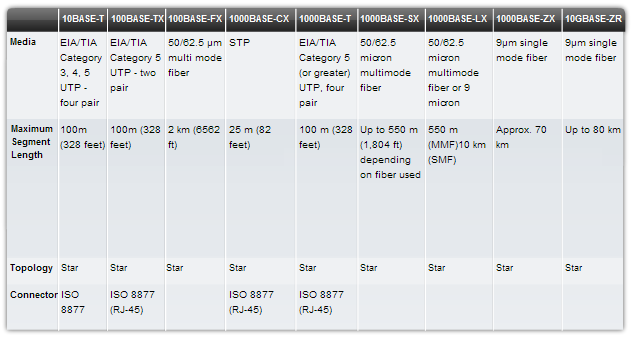 10BASE-T 100BASE-TX 100BASE-FX 1000BASE-CX 1000BASE-T 1000BASE-SX 1000BASE-LX 1000BASE-ZX 10GBASE-ZR
Media EIA/TIA EIA/TIA 50/62.5 µm STP EIA/TIA 50/62.5 50/62.5 9µm single 9µm single
Category Category 5 multi mode Category 5 micron micron mode fiber mode fiber
3, 4, 5 UTP - two fiber (or greater) multimode multimode
UTP - pair UTP, four fiber fiber or 9
four pair pair micron
Maximum 100m 100m (328 2 km (6562 25 m (82 100 m (328 Up to 550 m 550 m Approx. 70 Up to 80 km
Segment (328 feet) feet) ft) feet) feet) (1,804 ft) (MMF)10 km km
Length depending (SMF)
on fiber used
Topology Star Star Star Star Star Star Star Star Star
Connector ISO ISO 8877 ISO 8877 ISO 8877
8877 (RJ-45) (RJ-45) (RJ-45)